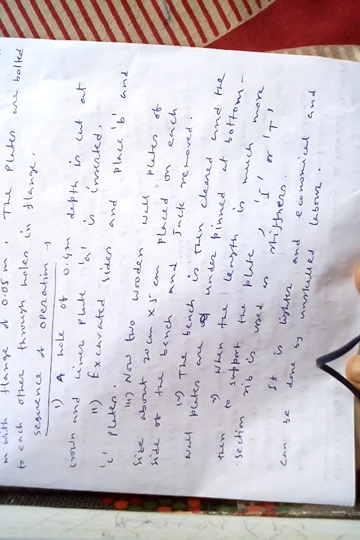 m with flange of 0.05 m, The Plates are bolted
to each other through holes in flange.
sequence of operation →
i) A hole of 0.4m depth is cut at
crown and liner plate 'a' is inserted.
ii) Excavated sides and place 'b' and
'c' plates.
iii) Now two wooden wall plates of
size about 20cm x 5 cm placed on each
side of the bench and Jack removed.
iv) The bench is then cleaned and the
wall plates are under pinned at bottom.
v) When the length is much more
then to support the plate, 'I' or 'T',
section rib is used as stiffners.
It is lighter and economical and
can be done by unskilled labour.